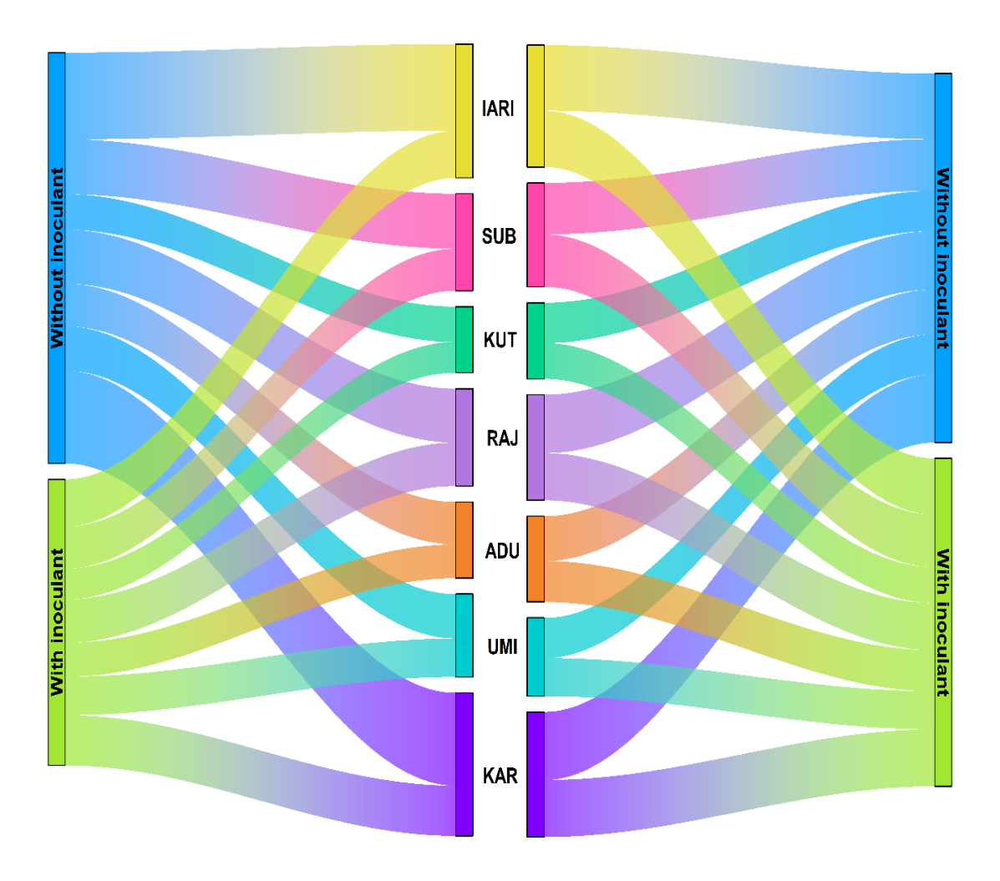 Without inoculant
With inoculant
IARI
SUB
KUT
RAJ
ADU
UMI
KAR
Without inoculant
With inoculant